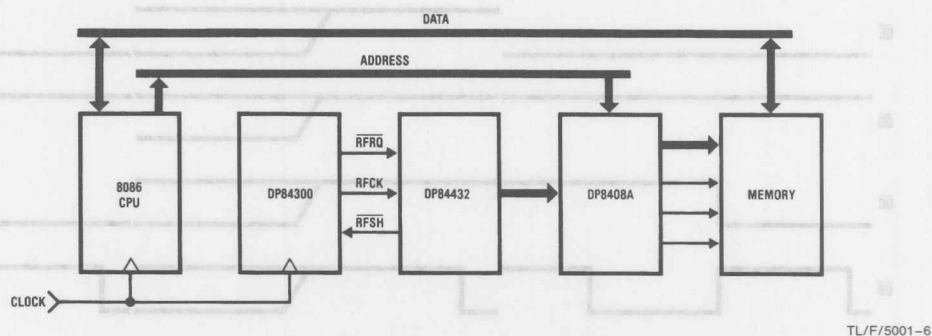 DATA
ADDRESS
8086
CPU
DP84300
RFRQ
RFCK
RFSH
DP84432
DP8408A
MEMORY
CLOCK
TL/F/5001-6